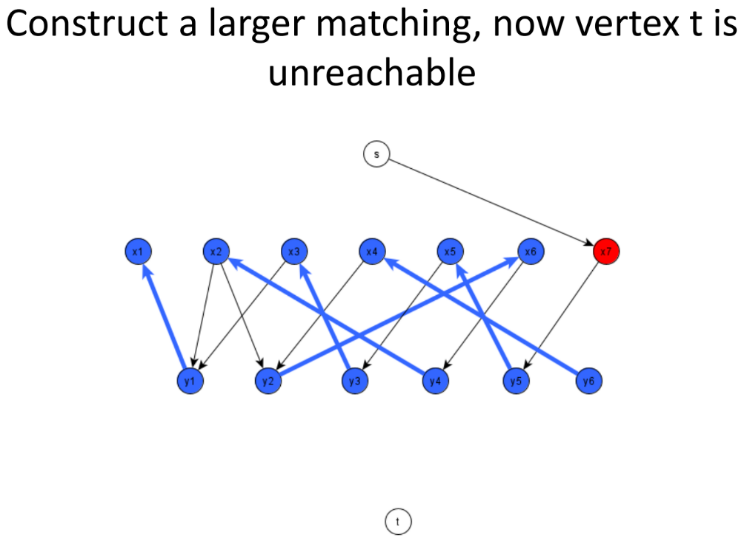 Construct a larger matching, now vertex t is
unreachable
s
x1 x2 x3 x4 x5 x6 x7
y1 y2 y3 y4 y5 y6
t